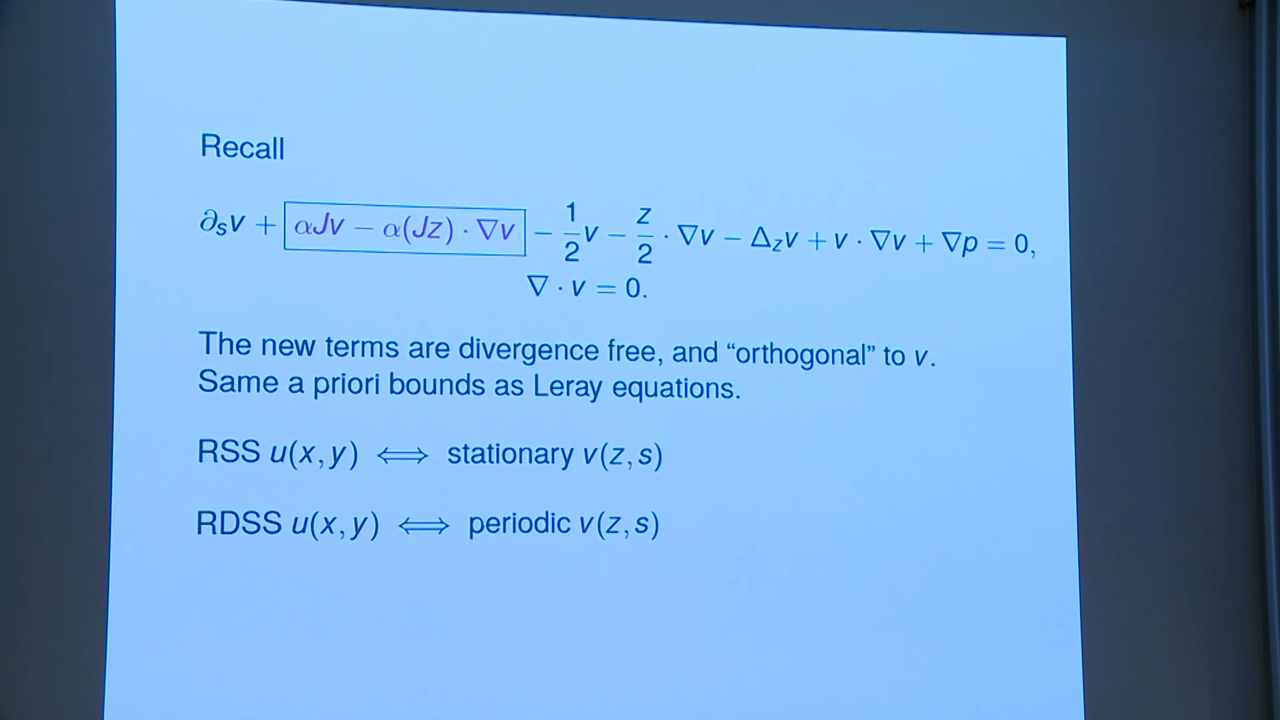 Recall
∂ₛv + αJv − α(Jz) · ∇v − 1/2 v − z/2 · ∇v − Δ_z v + v · ∇v + ∇p = 0,
∇ · v = 0.
The new terms are divergence free, and “orthogonal” to v.
Same a priori bounds as Leray equations.
RSS u(x, y) ⟺ stationary v(z, s)
RDSS u(x, y) ⟺ periodic v(z, s)